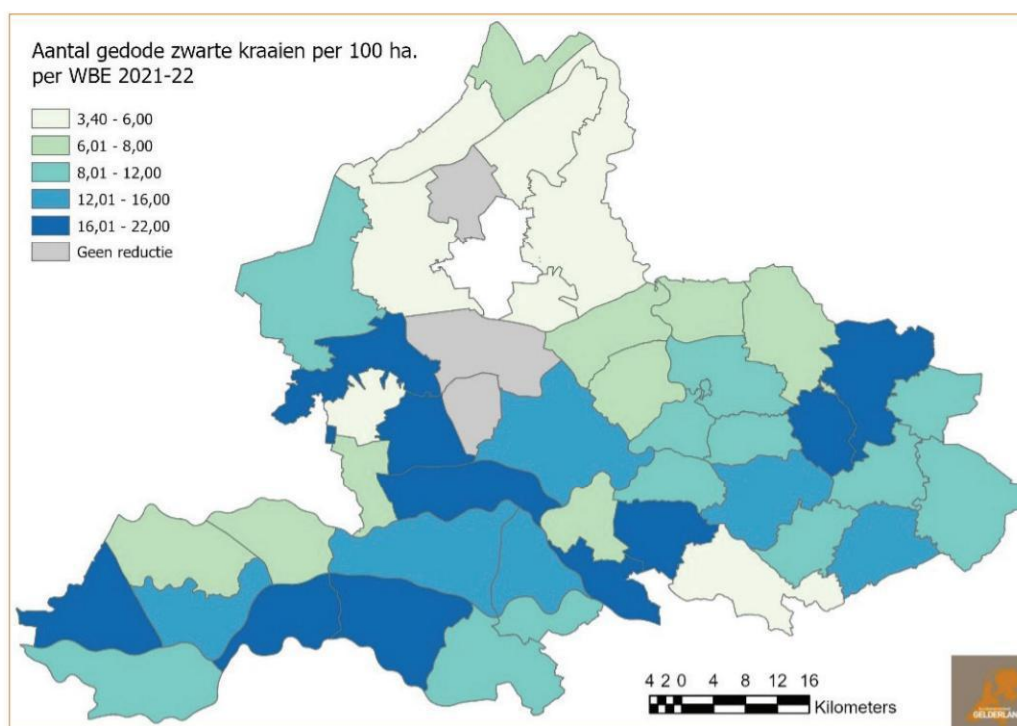 Aantal gedode zwarte kraaien per 100 ha.
per WBE 2021-22
3,40 - 6,00
6,01 - 8,00
8,01 - 12,00
12,01 - 16,00
16,01 - 22,00
Geen reductie
4 2 0 4 8 12 16
Kilometers
GELDERLAND